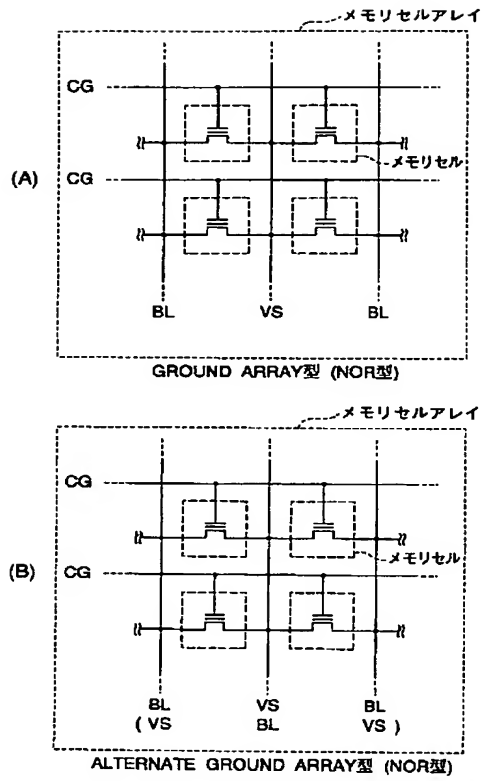 メモリセルアレイ
CG
メモリセル
(A)
CG
BL VS BL
GROUND ARRAY型 (NOR型)
メモリセルアレイ
CG
メモリセル
(B)
CG
BL VS BL
( VS BL VS )
ALTERNATE GROUND ARRAY型 (NOR型)